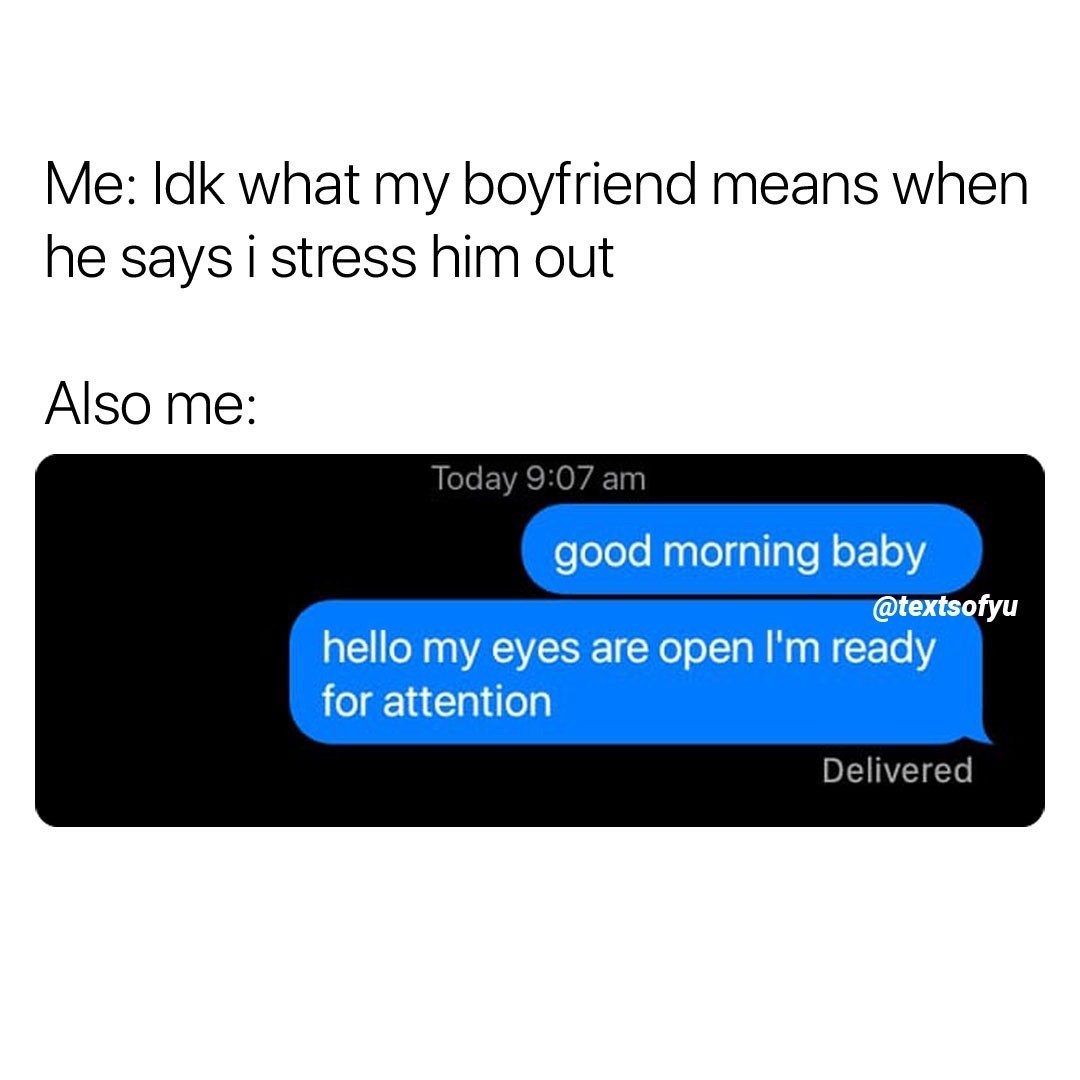 Me: Idk what my boyfriend means when
he says i stress him out
Also me:
Today 9:07 am
good morning baby
@textsofyu
hello my eyes are open I'm ready
for attention
Delivered